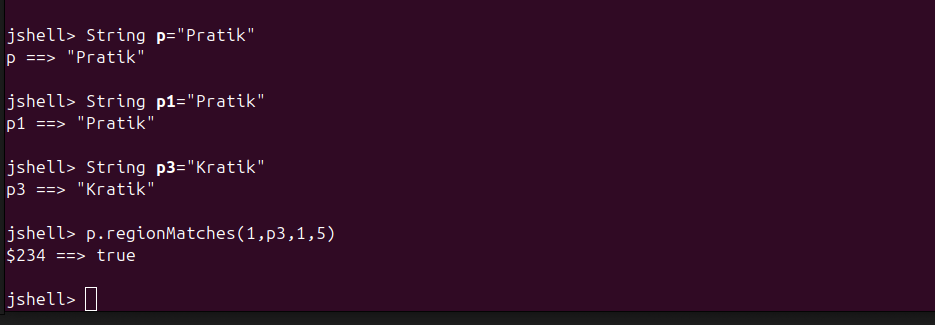 jshell> String p="Pratik"
p ==> "Pratik"
jshell> String p1="Pratik"
p1 ==> "Pratik"
jshell> String p3="Kratik"
p3 ==> "Kratik"
jshell> p.regionMatches(1,p3,1,5)
$234 ==> true
jshell>